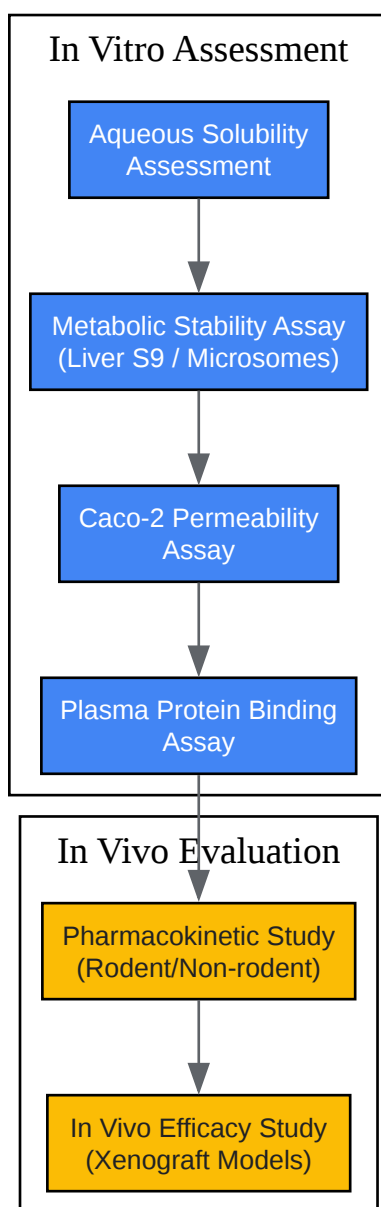 In Vitro Assessment
Aqueous Solubility
Assessment
Metabolic Stability Assay
(Liver S9 / Microsomes)
Caco-2 Permeability
Assay
Plasma Protein Binding
Assay
In Vivo Evaluation
Pharmacokinetic Study
(Rodent/Non-rodent)
In Vivo Efficacy Study
(Xenograft Models)